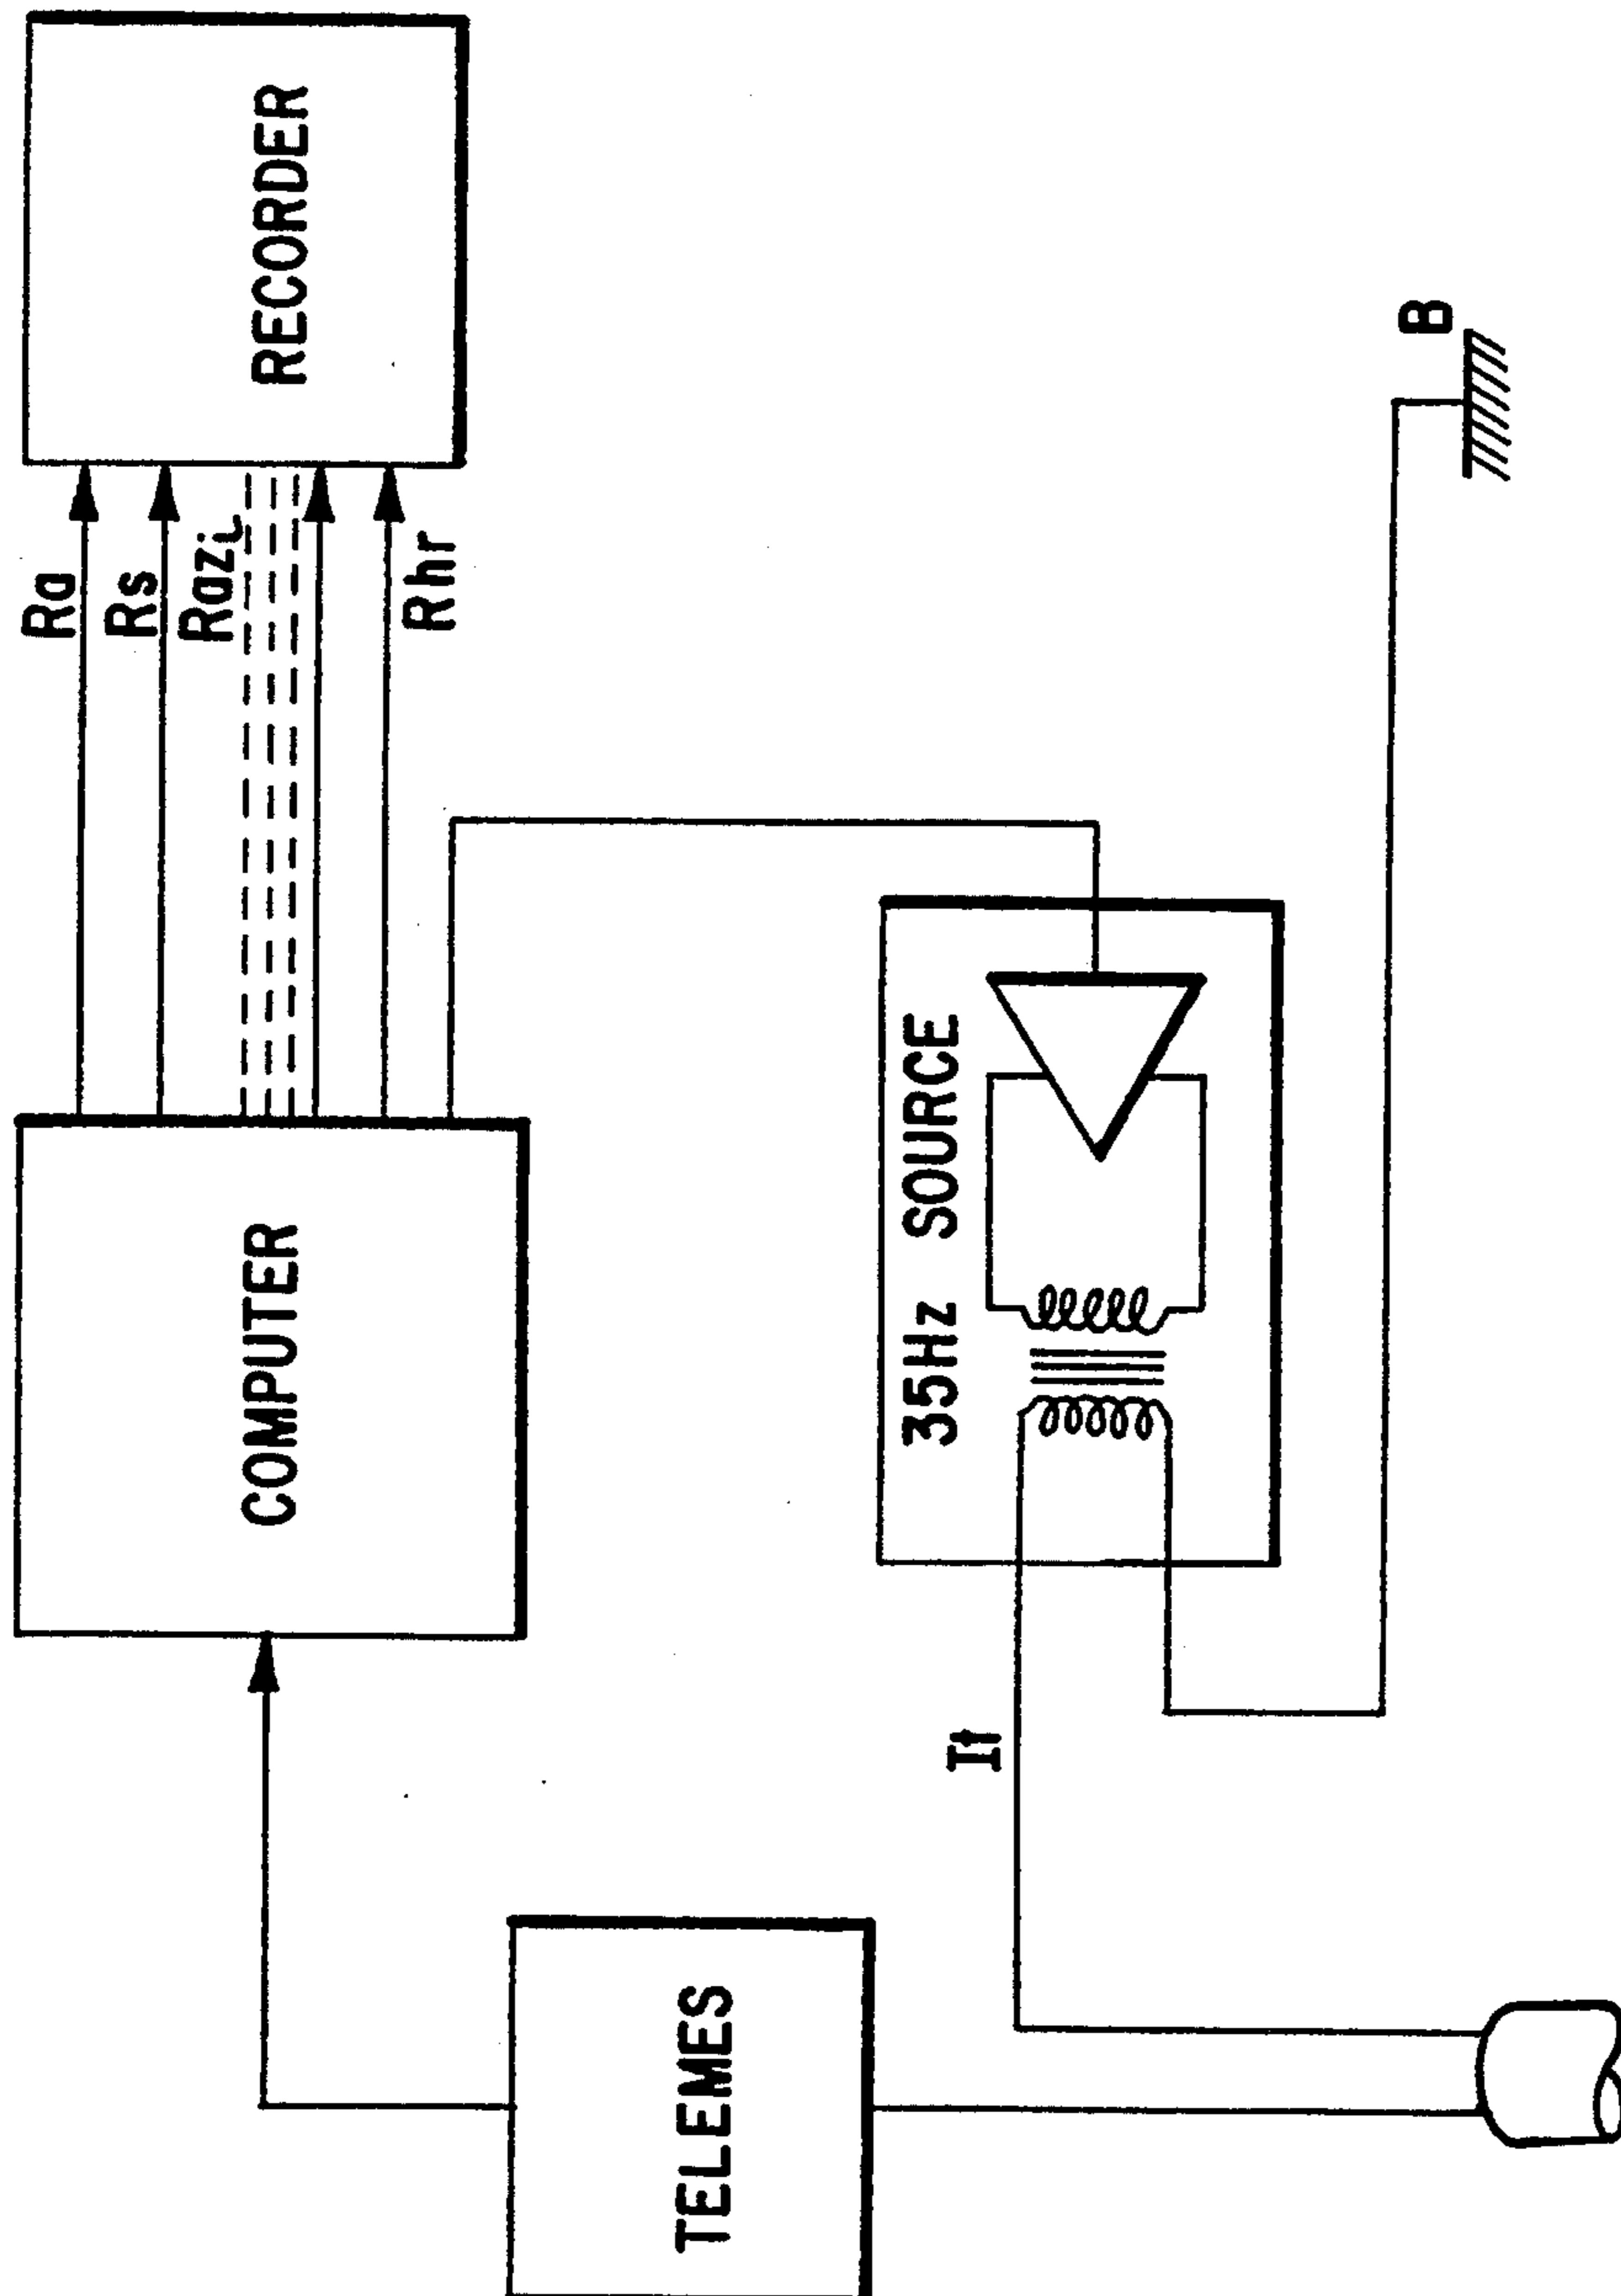 RECORDER
Ra
Rs
Razi
Rhr
COMPUTER
35Hz SOURCE
B
It
TELEMES